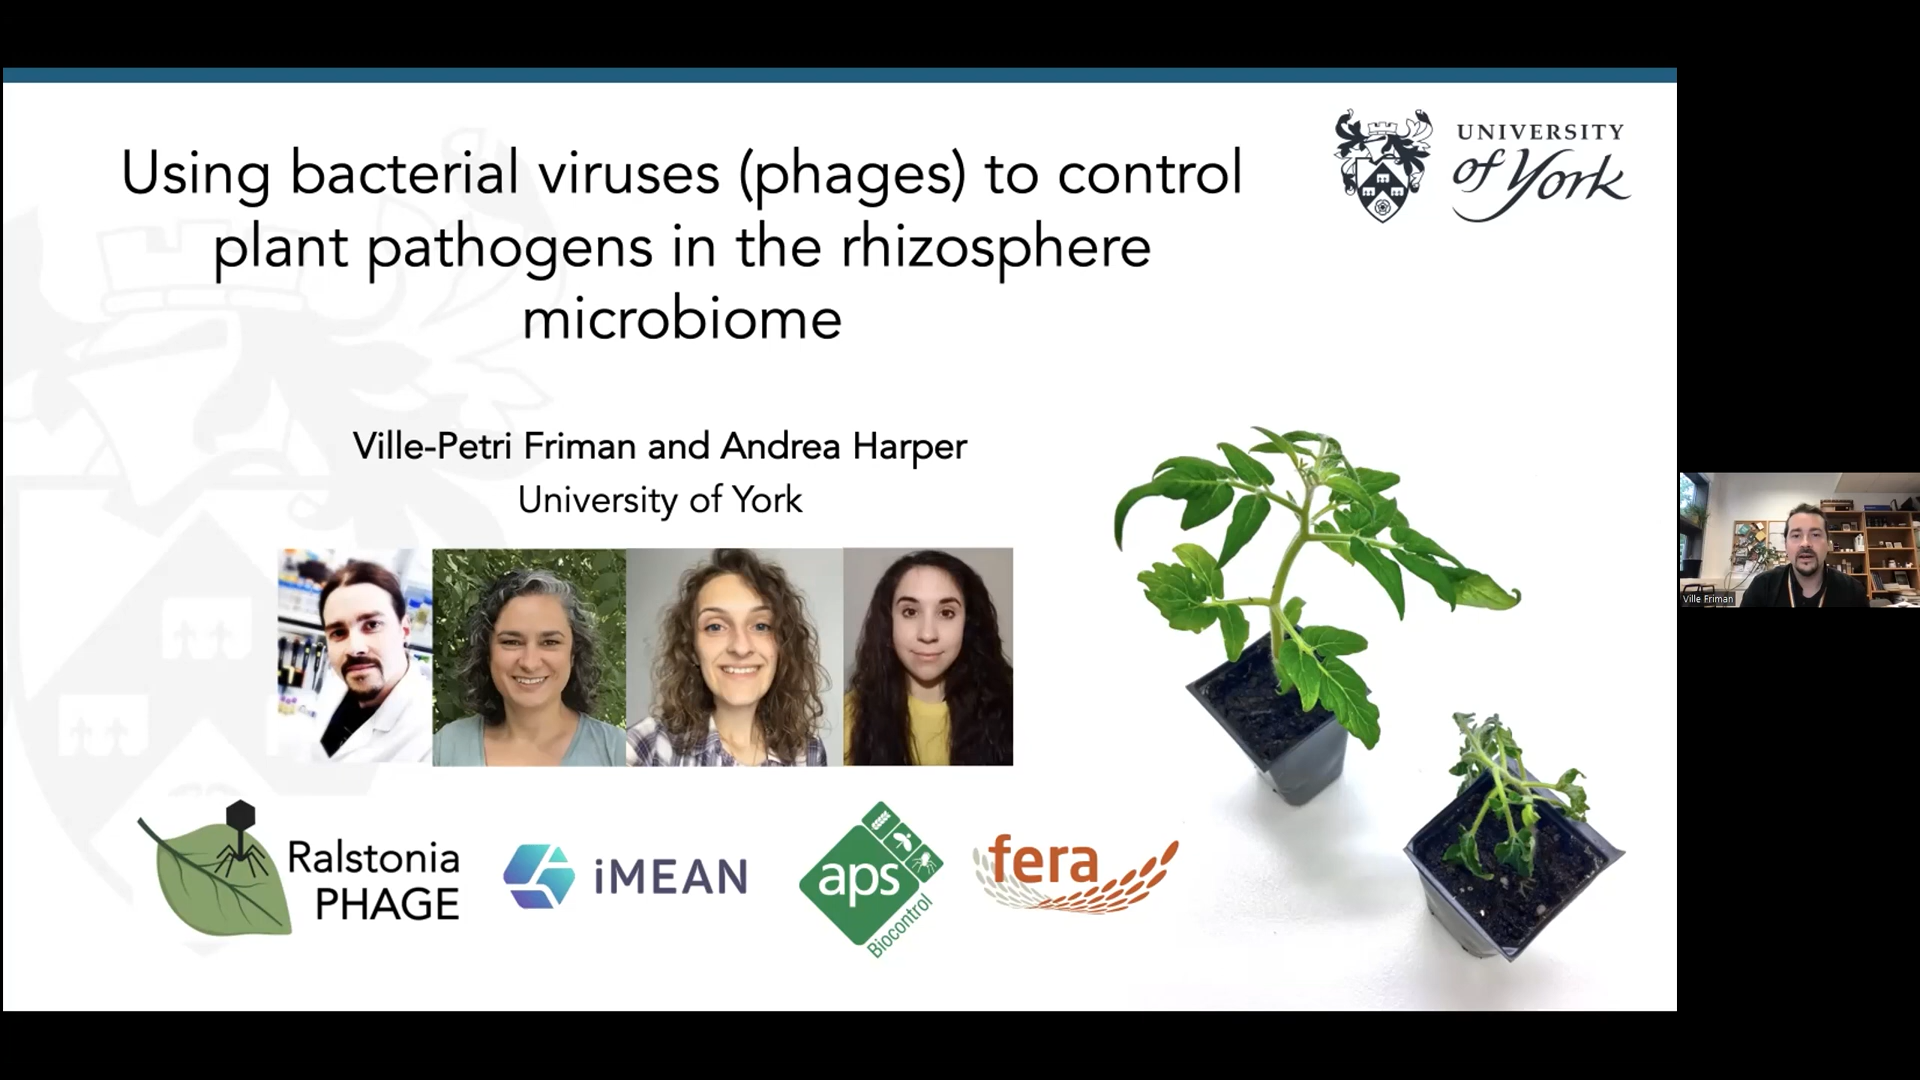 Using bacterial viruses (phages) to control
plant pathogens in the rhizosphere
microbiome
UNIVERSITY
of York
Ville-Petri Friman and Andrea Harper
University of York
Ralstonia
PHAGE
iMEAN
aps
Biocontrol
fera
Ville Friman